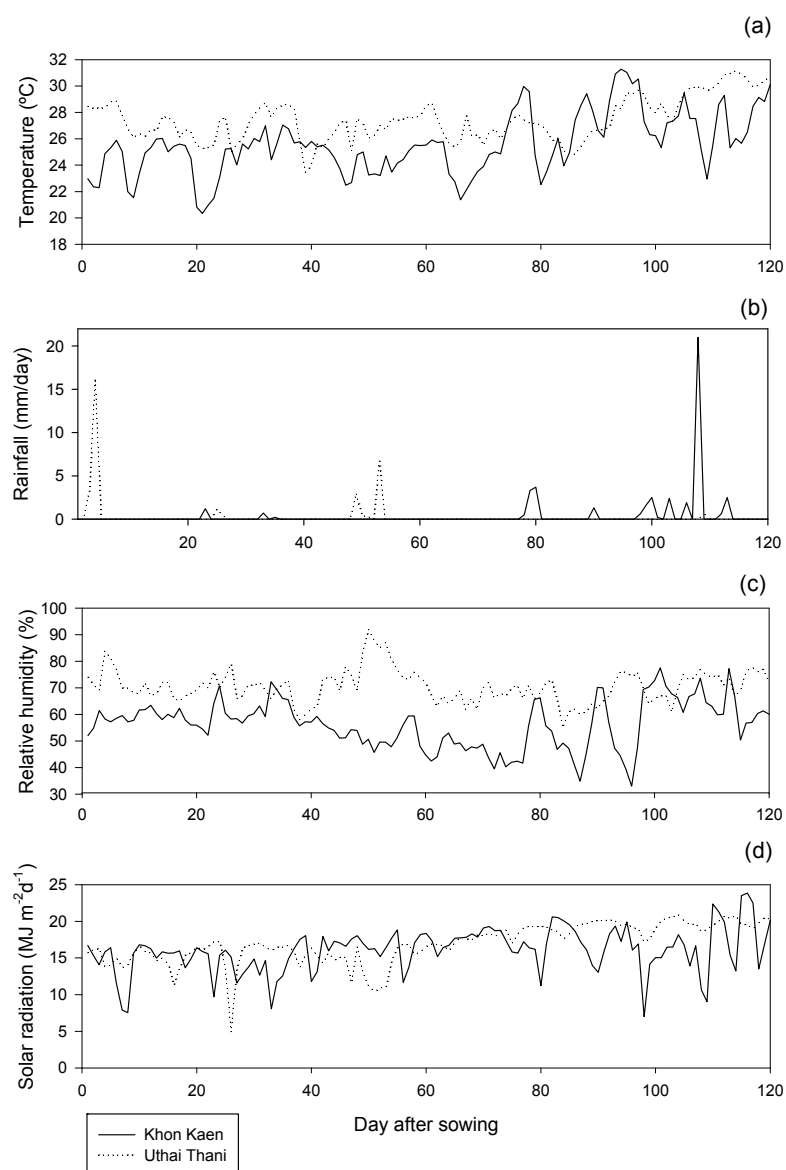 (a)
Temperature (ºC)
32
30
28
26
24
22
20
18
0 20 40 60 80 100 120
(b)
Rainfall (mm/day)
20
15
10
5
0
20 40 60 80 100 120
(c)
Relative humidity (%)
100
90
80
70
60
50
40
30
0 20 40 60 80 100 120
(d)
Solar radiation (MJ m⁻²d⁻¹)
25
20
15
10
5
0
0 20 40 60 80 100 120
Day after sowing
Khon Kaen
Uthai Thani